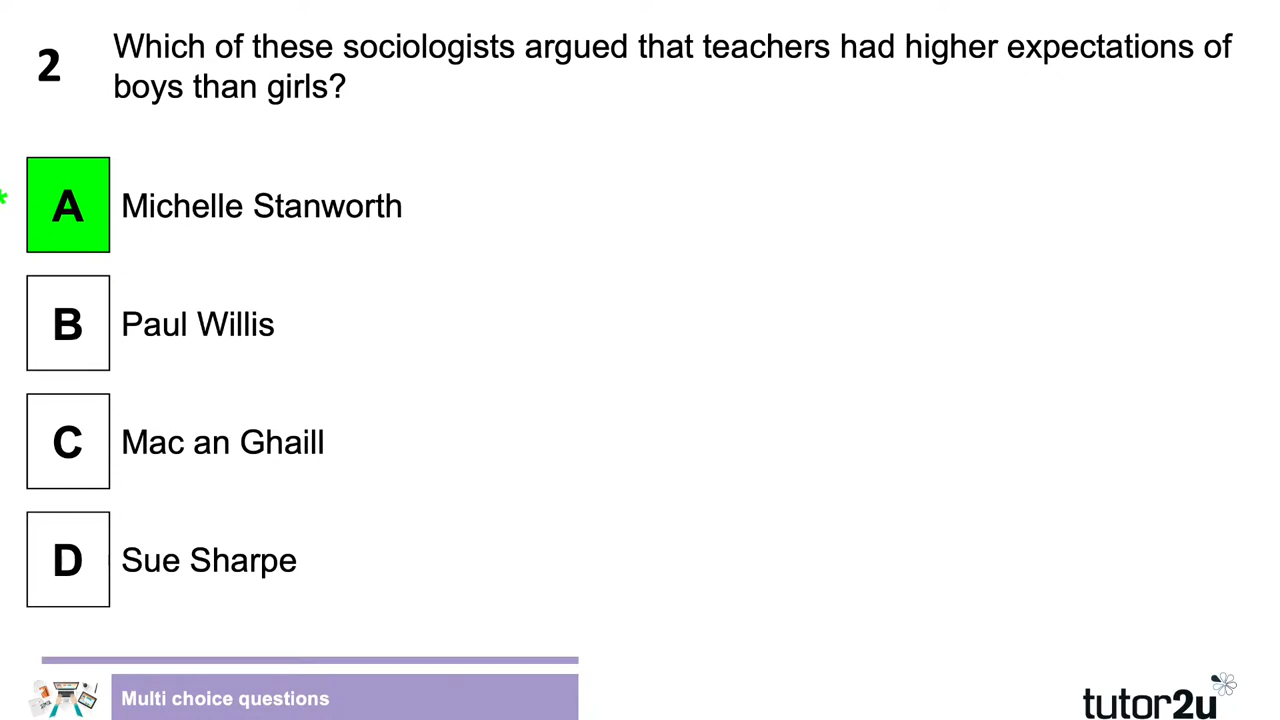 2
Which of these sociologists argued that teachers had higher expectations of
boys than girls?
*
A
Michelle Stanworth
B
Paul Willis
C
Mac an Ghaill
D
Sue Sharpe
Multi choice questions
tutor2u